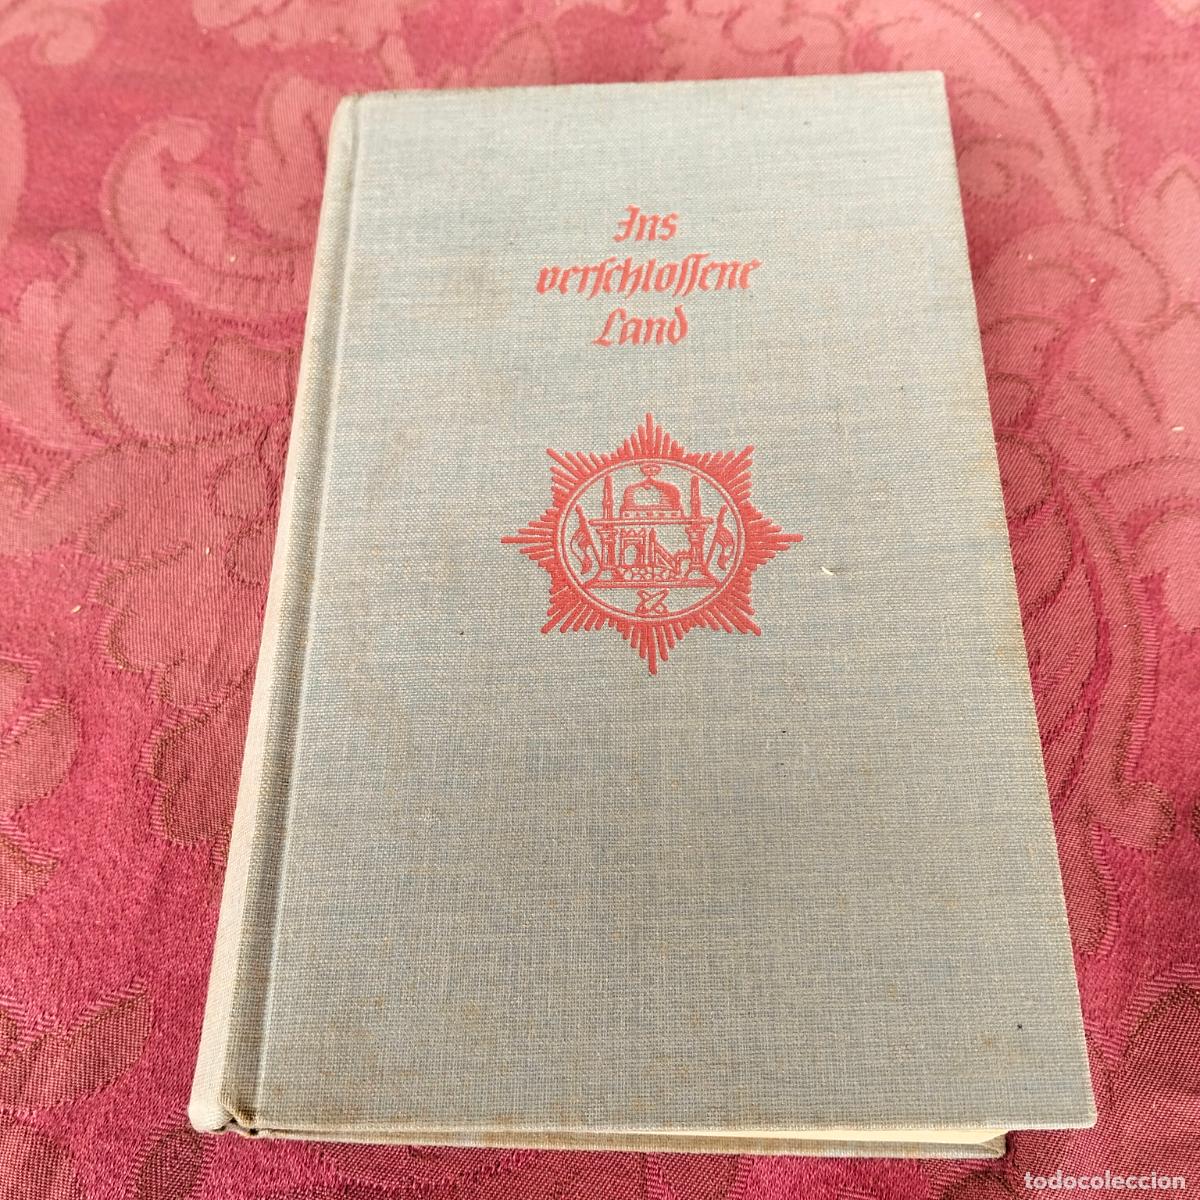 Ins
verschlossene
Land
todocoleccion